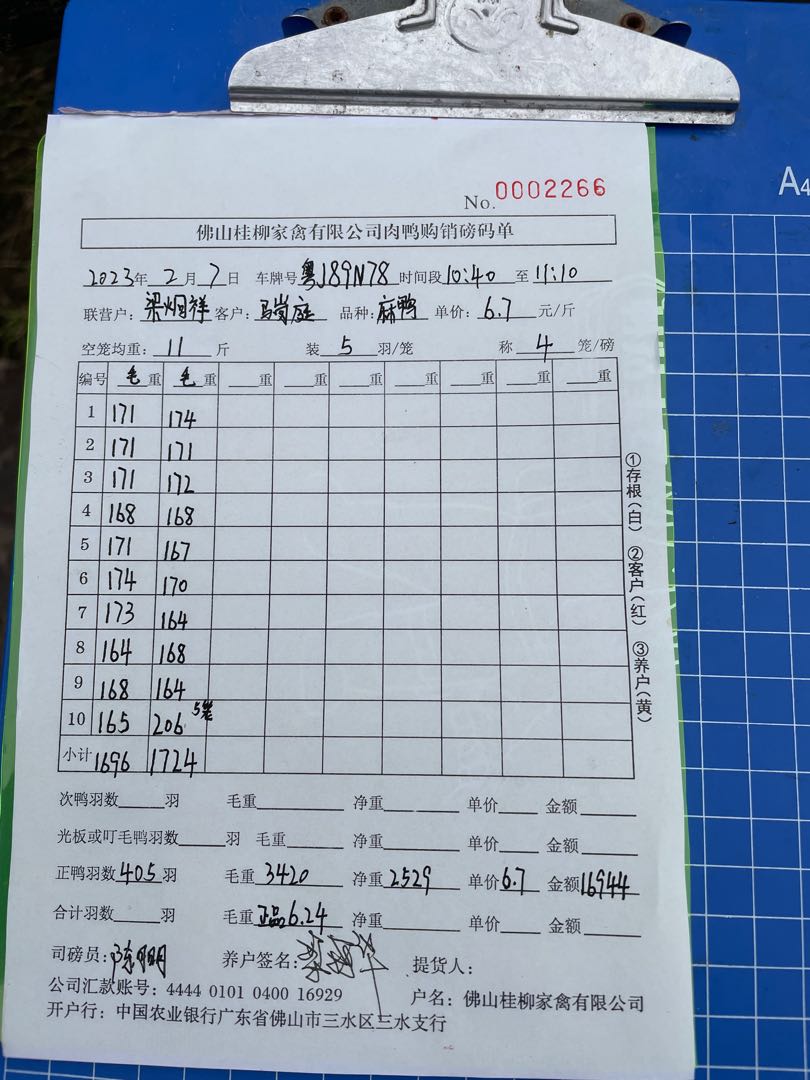 No. 0002266
佛山桂柳家禽有限公司肉鸭购销磅码单
2023年 2月 7日 车牌号 粤J89N78 时间段 10:40 至 11:10
联营户: 梁烟祥 客户: 马岗庭 品种: 麻鸭 单价: 6.7 元/斤
空笼均重: 11 斤 装 5 羽/笼 称 4 笼/磅
编号 毛重 毛重 重 重 重 重 重 重 重
1 171 174
2 171 171
3 171 172
4 168 168
5 171 167
6 174 170
7 173 164
8 164 168
9 168 164
10 165 206 5笼
小计 1696 1724
①存根(白) ②客户(红) ③养户(黄)
次鸭羽数 羽 毛重 净重 单价 金额
光板或叮毛鸭羽数 羽 毛重 净重 单价 金额
正鸭羽数 405 羽 毛重 3420 净重 2529 单价 6.7 金额 16944
合计羽数 羽 毛重 正品6.24 净重 单价 金额
司磅员: 养户签名: 提货人:
公司汇款账号: 4444 0101 0400 16929 户名: 佛山桂柳家禽有限公司
开户行: 中国农业银行广东省佛山市三水区三水支行
A4